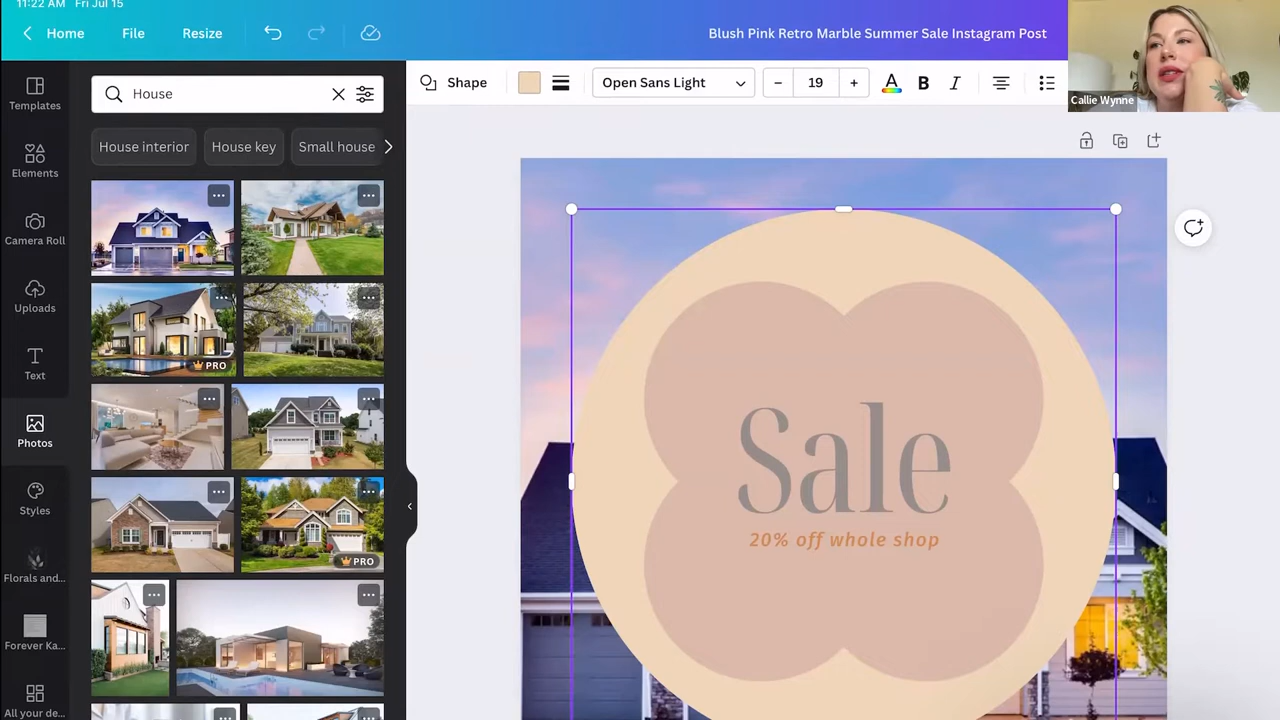 11:22 AM Fri Jul 15
Home
File
Resize
Blush Pink Retro Marble Summer Sale Instagram Post
Callie Wynne
Templates
Elements
Camera Roll
Uploads
Text
Photos
Styles
Florals and...
Forever Ka...
All your de...
House
House interior
House key
Small house
PRO
PRO
Shape
Open Sans Light
-
19
+
A
B
I
Sale
20% off whole shop